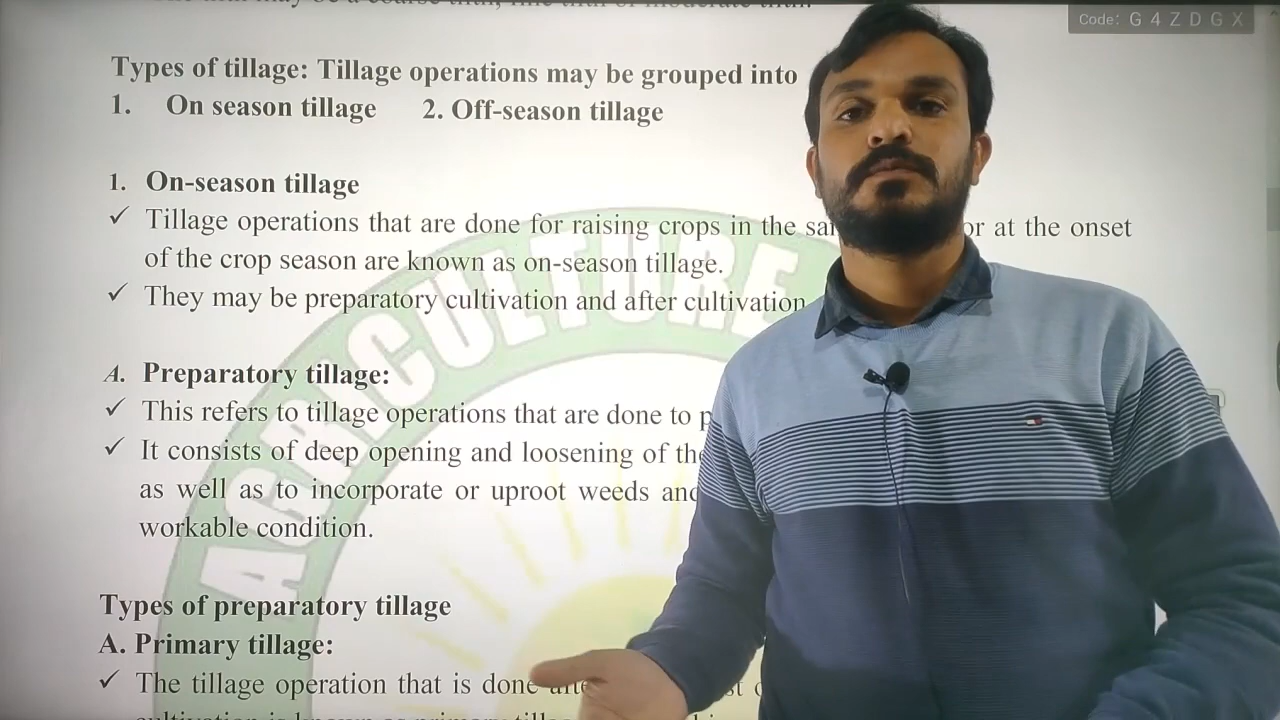 Code: G 4 Z D G X
Types of tillage: Tillage operations may be grouped into
1. On season tillage 2. Off-season tillage
1. On-season tillage
✓ Tillage operations that are done for raising crops in the or at the onset
of the crop season are known as on-season tillage.
✓ They may be preparatory cultivation and after cultivation
A. Preparatory tillage:
✓ This refers to tillage operations that are done to
✓ It consists of deep opening and loosening of
as well as to incorporate or uproot weeds
workable condition.
Types of preparatory tillage
A. Primary tillage:
✓ The tillage operation that is done
AGRICULTURE